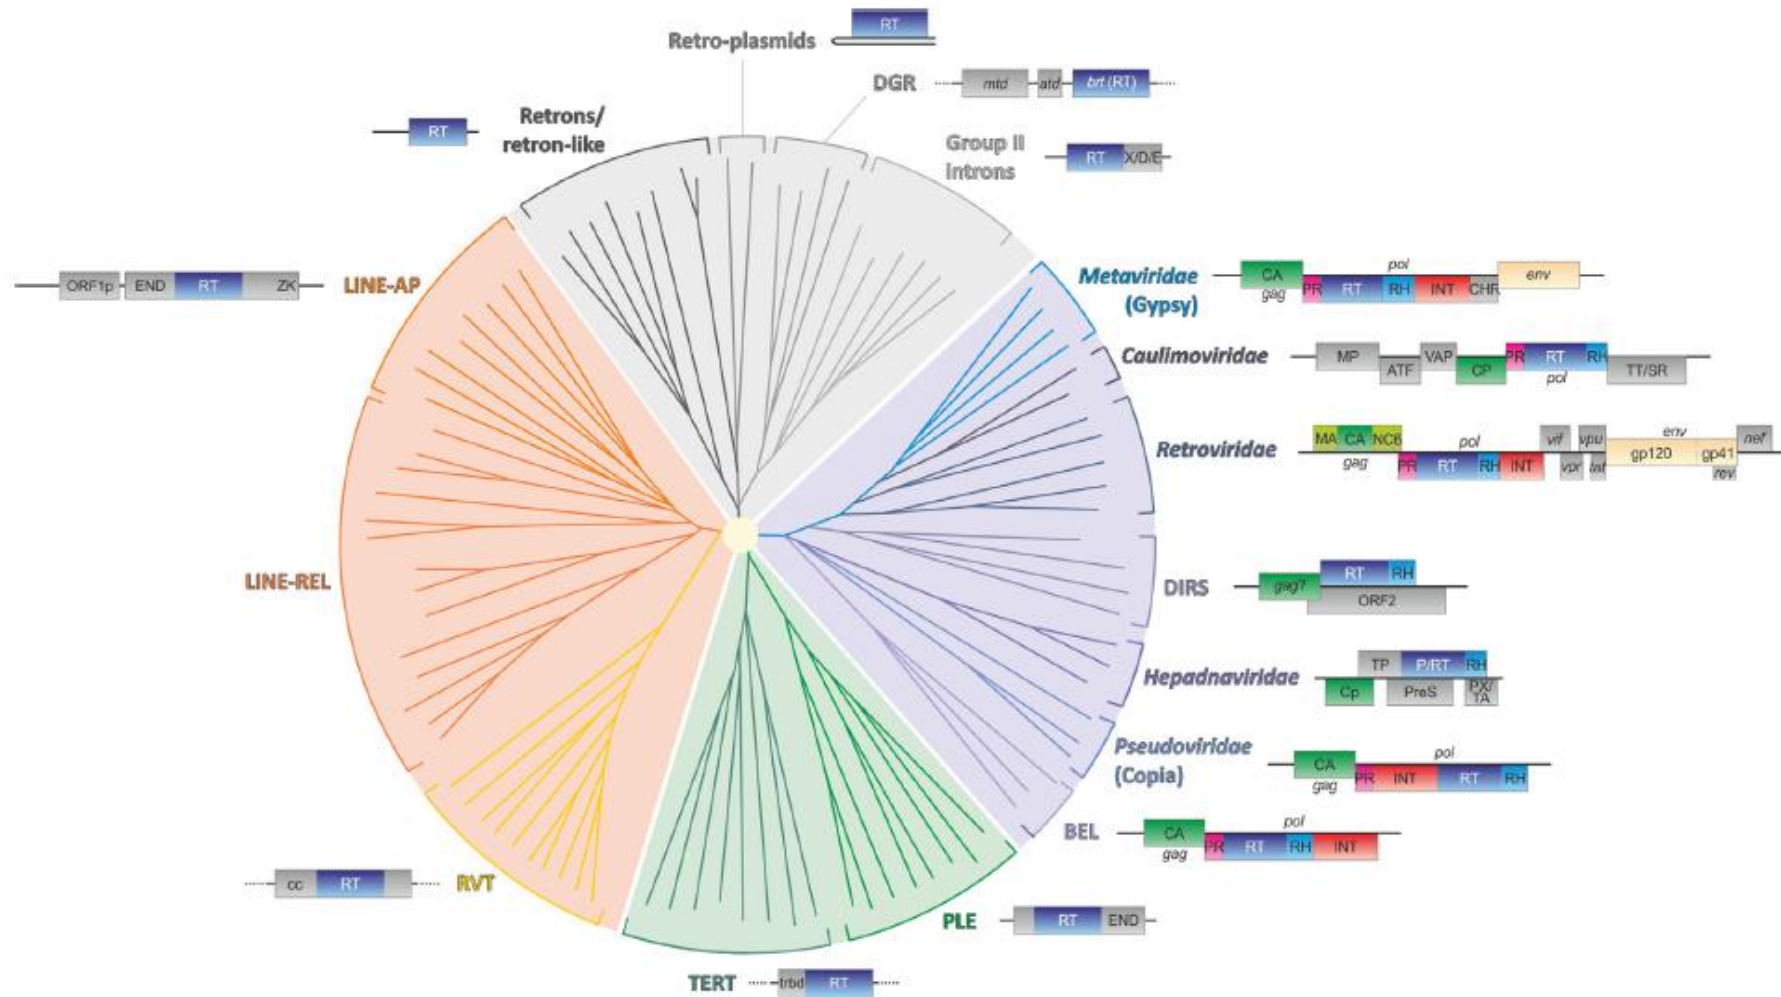 RT
Retro-plasmids
DGR
mtd
atd
brt (RT)
Retrons/
retron-like
RT
Group II
introns
RT
X/D/E
LINE-AP
ORF1p
END
RT
ZK
Metaviridae
(Gypsy)
CA
gag
pol
PR
RT
RH
INT
CHR
env
Caulimoviridae
MP
ATF
VAP
CP
PR
RT
RH
pol
TT/SR
Retroviridae
MA
CA
NC6
gag
pol
PR
RT
RH
INT
vif
vpr
vpu
tat
env
gp120
gp41
rev
nef
LINE-REL
DIRS
gag?
RT
RH
ORF2
Hepadnaviridae
TP
P/RT
RH
Cp
PreS
PX/
TA
Pseudoviridae
(Copia)
CA
gag
pol
PR
INT
RT
RH
BEL
CA
gag
pol
PR
RT
RH
INT
RVT
cc
RT
PLE
RT
END
TERT
trbd
RT